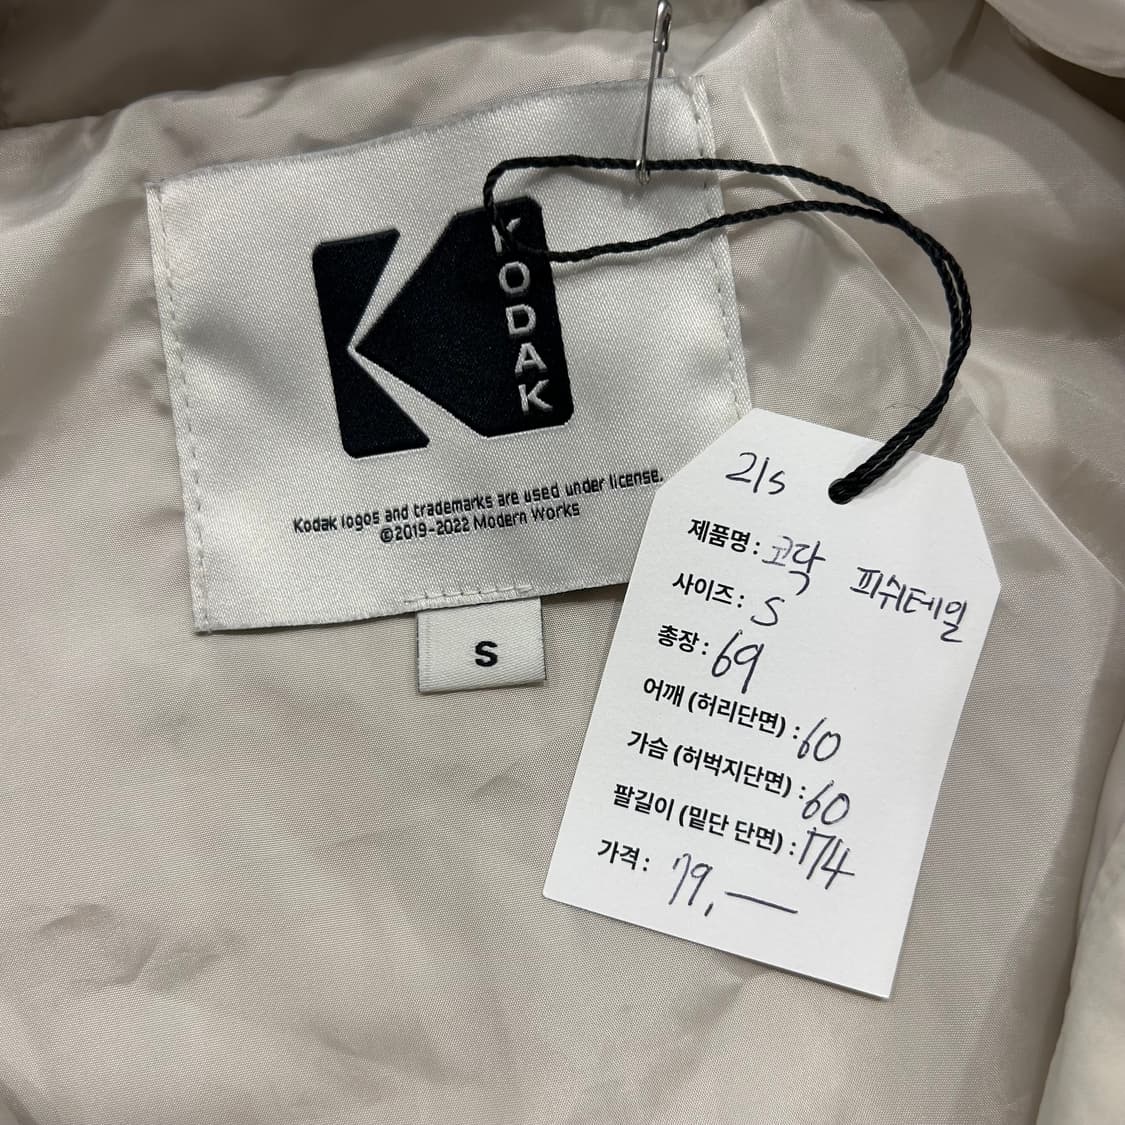 KODAK
Kodak logos and trademarks are used under license.
©2019-2022 Modern Works
S
제품명: 코닥 피쉬테일
사이즈: S
총장: 69
어깨 (허리단면) : 60
가슴 (허벅지단면) : 60
팔길이 (밑단 단면) : 74
가격: 79,—